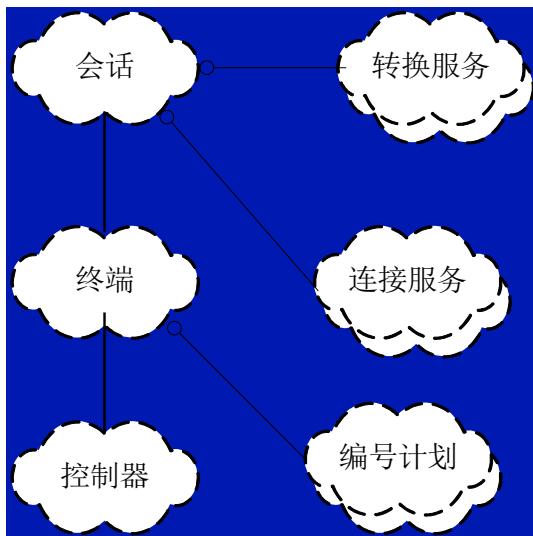 会话
转换服务
终端
连接服务
控制器
编号计划